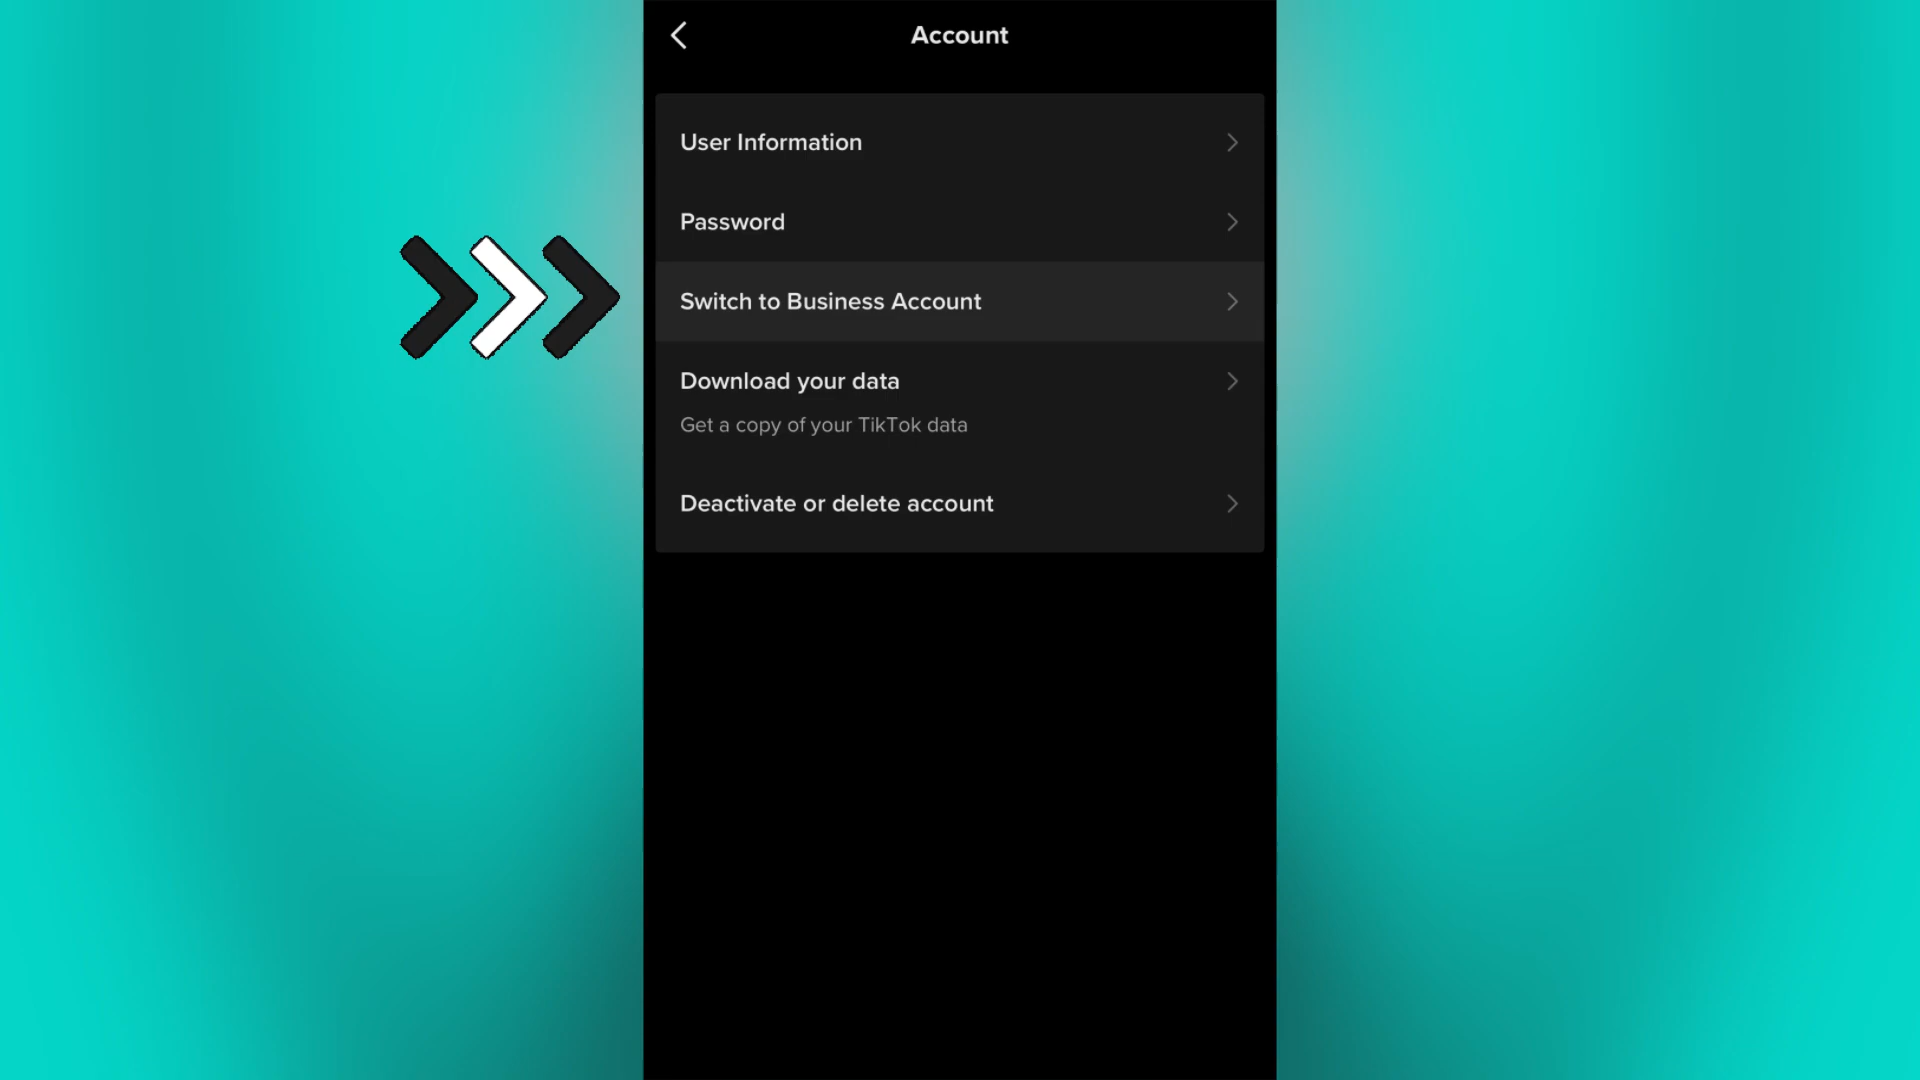 Account
User Information
Password
Switch to Business Account
Download your data
Get a copy of your TikTok data
Deactivate or delete account